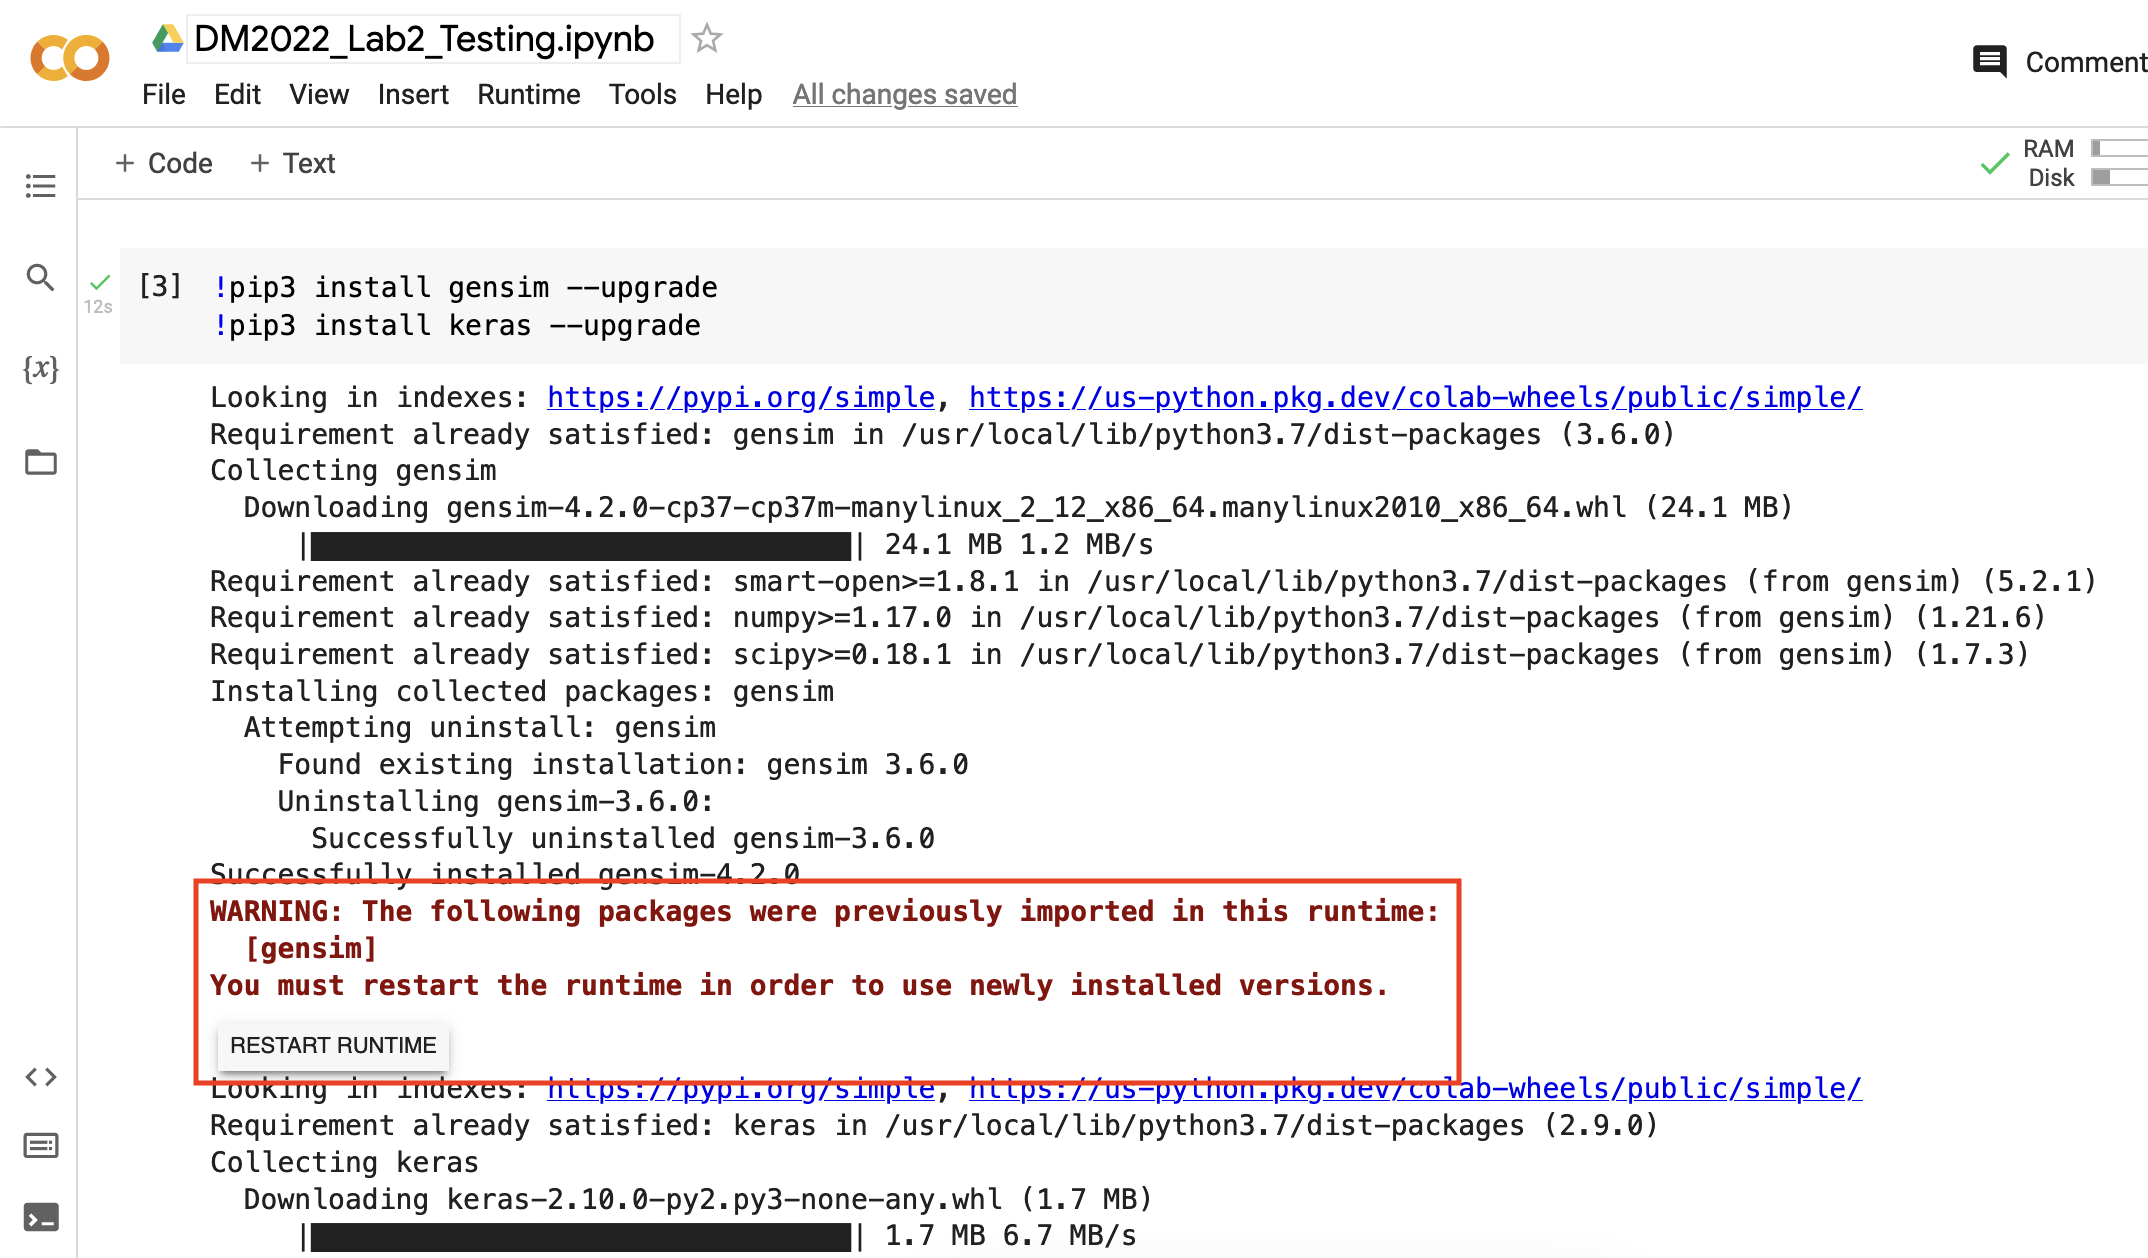 DM2022_Lab2_Testing.ipynb
File Edit View Insert Runtime Tools Help All changes saved
Comment
+ Code + Text
RAM
Disk
12s
[3] !pip3 install gensim --upgrade
!pip3 install keras --upgrade
{x}
Looking in indexes: https://pypi.org/simple, https://us-python.pkg.dev/colab-wheels/public/simple/
Requirement already satisfied: gensim in /usr/local/lib/python3.7/dist-packages (3.6.0)
Collecting gensim
Downloading gensim-4.2.0-cp37-cp37m-manylinux_2_12_x86_64.manylinux2010_x86_64.whl (24.1 MB)
|████████████████████████████████| 24.1 MB 1.2 MB/s
Requirement already satisfied: smart-open>=1.8.1 in /usr/local/lib/python3.7/dist-packages (from gensim) (5.2.1)
Requirement already satisfied: numpy>=1.17.0 in /usr/local/lib/python3.7/dist-packages (from gensim) (1.21.6)
Requirement already satisfied: scipy>=0.18.1 in /usr/local/lib/python3.7/dist-packages (from gensim) (1.7.3)
Installing collected packages: gensim
Attempting uninstall: gensim
Found existing installation: gensim 3.6.0
Uninstalling gensim-3.6.0:
Successfully uninstalled gensim-3.6.0
Successfully installed gensim-4.2.0
WARNING: The following packages were previously imported in this runtime:
[gensim]
You must restart the runtime in order to use newly installed versions.
RESTART RUNTIME
Looking in indexes: https://pypi.org/simple, https://us-python.pkg.dev/colab-wheels/public/simple/
Requirement already satisfied: keras in /usr/local/lib/python3.7/dist-packages (2.9.0)
Collecting keras
Downloading keras-2.10.0-py2.py3-none-any.whl (1.7 MB)
|████████████████████████████████| 1.7 MB 6.7 MB/s